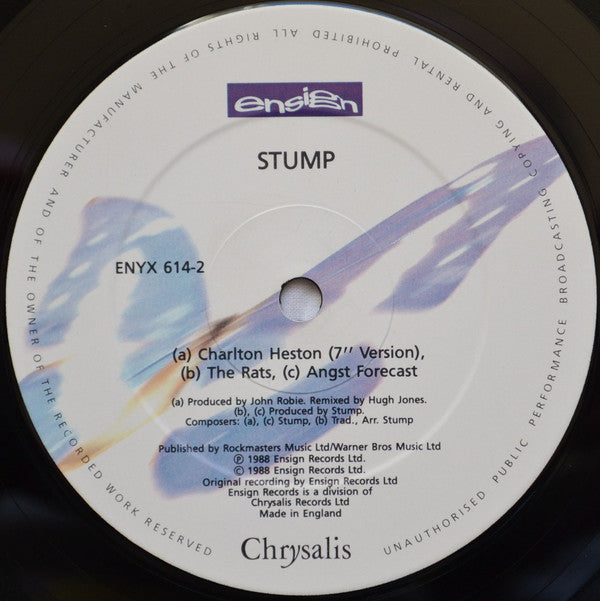 ensign
STUMP
ENYX 614-2
(a) Charlton Heston (7'' Version),
(b) The Rats, (c) Angst Forecast
(a) Produced by John Robie. Remixed by Hugh Jones.
(b), (c) Produced by Stump.
Composers: (a), (c) Stump, (b) Trad., Arr. Stump
Published by Rockmasters Music Ltd/Warner Bros Music Ltd
℗ 1988 Ensign Records Ltd.
© 1988 Ensign Records Ltd.
Original recording by Ensign Records Ltd
Ensign Records is a division of
Chrysalis Records Ltd
Made in England
Chrysalis
ALL RIGHTS OF THE MANUFACTURER AND OF THE OWNER OF THE RECORDED WORK RESERVED
UNAUTHORISED PUBLIC PERFORMANCE BROADCASTING COPYING AND RENTAL PROHIBITED